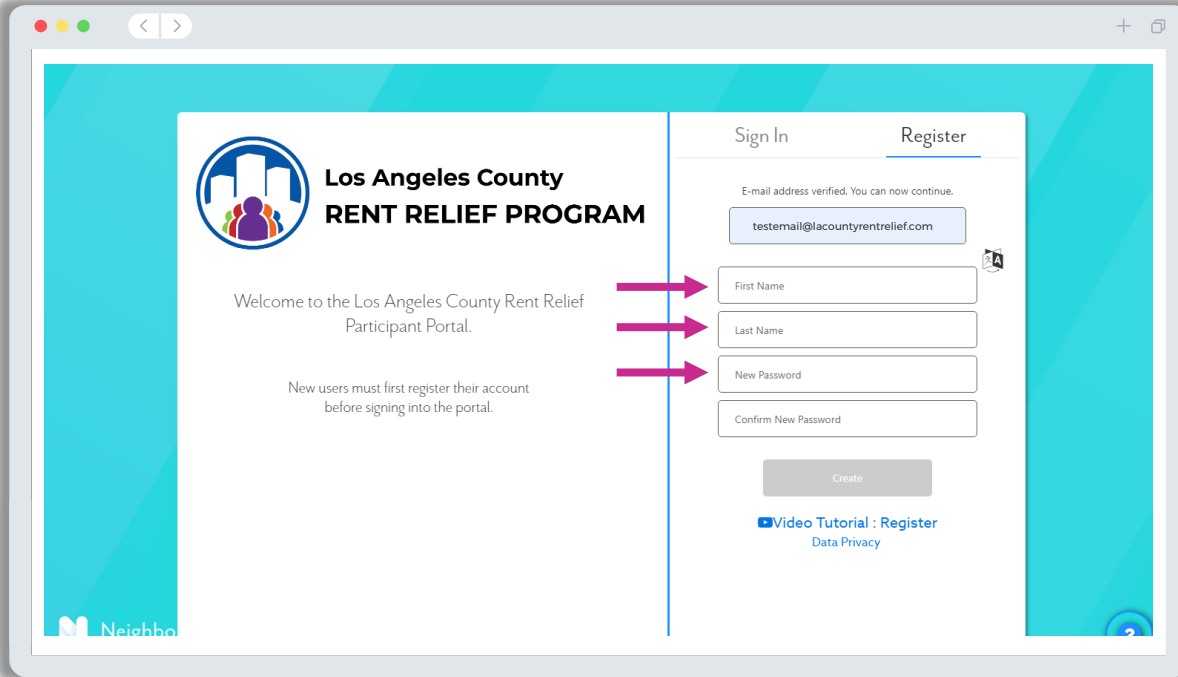 Los Angeles County
RENT RELIEF PROGRAM
Welcome to the Los Angeles County Rent Relief
Participant Portal.
New users must first register their account
before signing into the portal.
Sign In
Register
E-mail address verified. You can now continue.
testemail@lacountyrentrelief.com
First Name
Last Name
New Password
Confirm New Password
Create
Video Tutorial : Register
Data Privacy
Neighbo
?